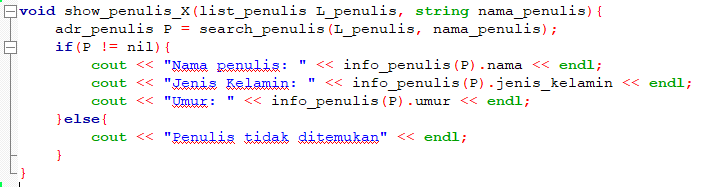 void show_penulis_X(list_penulis L_penulis, string nama_penulis){
adr_penulis P = search_penulis(L_penulis, nama_penulis);
if(P != nil){
cout << "Nama penulis: " << info_penulis(P).nama << endl;
cout << "Jenis Kelamin: " << info_penulis(P).jenis_kelamin << endl;
cout << "Umur: " << info_penulis(P).umur << endl;
}else{
cout << "Penulis tidak ditemukan" << endl;
}
}